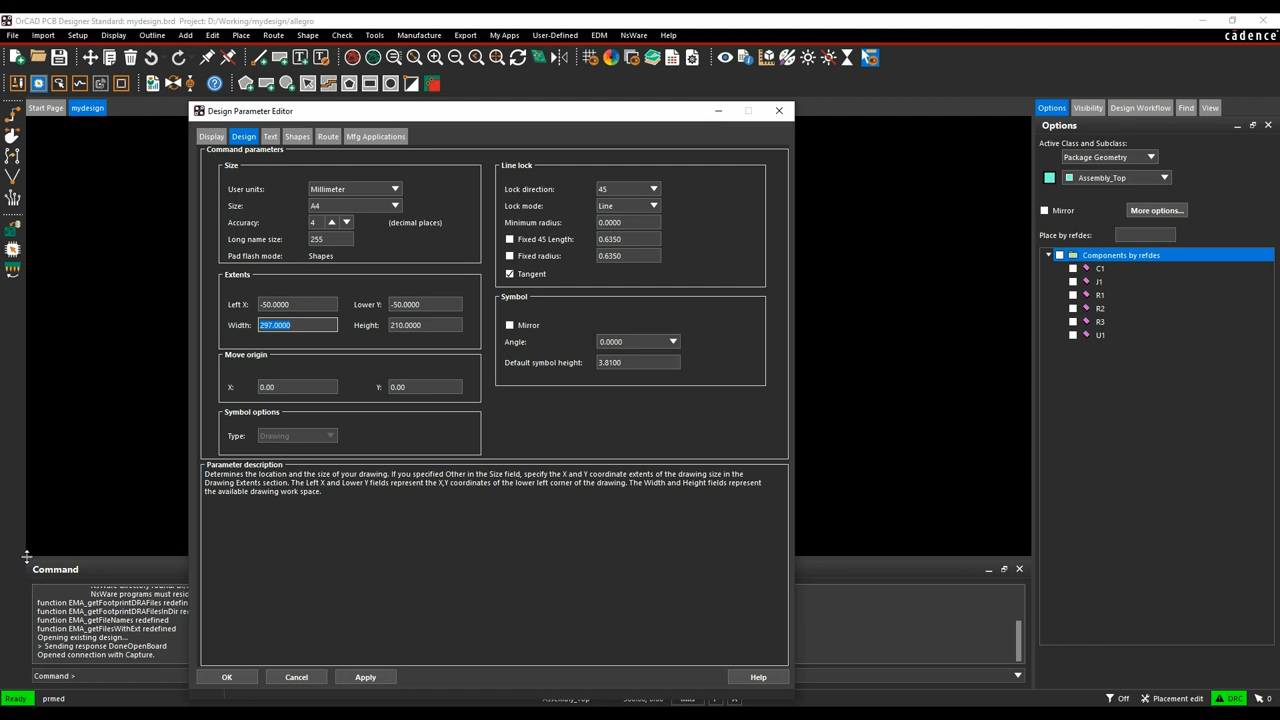 OrCAD PCB Designer Standard: mydesign.brd Project: D:/Working/mydesign/allegro
File Import Setup Display Outline Add Edit Place Route Shape Check Tools Manufacture Export My Apps User-Defined EDM NsWare Help
cādence
Start Page mydesign
Options Visibility Design Workflow Find View
Design Parameter Editor
Display Design Text Shapes Route Mfg Applications
Command parameters
Size
User units: Millimeter
Size: A4
Accuracy: 4 (decimal places)
Long name size: 255
Pad flash mode: Shapes
Extents
Left X: -50.0000 Lower Y: -50.0000
Width: 297.0000 Height: 210.0000
Move origin
X: 0.00 Y: 0.00
Symbol options
Type: Drawing
Line lock
Lock direction: 45
Lock mode: Line
Minimum radius: 0.0000
Fixed 45 Length: 0.6350
Fixed radius: 0.6350
Tangent
Symbol
Mirror
Angle: 0.0000
Default symbol height: 3.8100
Parameter description
Determines the location and the size of your drawing. If you specified Other in the Size field, specify the X and Y coordinate extents of the drawing size in the
Drawing Extents section. The Left X and Lower Y fields represent the X,Y coordinates of the lower left corner of the drawing. The Width and Height fields represent
the available drawing work space.
OK Cancel Apply Help
Options
Active Class and Subclass:
Package Geometry
Assembly_Top
Mirror More options...
Place by refdes:
Components by refdes
C1
J1
R1
R2
R3
U1
Command
NsWare programs must resid
function EMA_getFootprintDRAFiles redefined
function EMA_getFootprintDRAFilesInDir re
function EMA_getFileNames redefined
function EMA_getFilesWithExt redefined
Opening existing design...
> Sending response DoneOpenBoard
Opened connection with Capture.
Command >
Ready prmed Assembly_Top Off Placement edit DRC 0